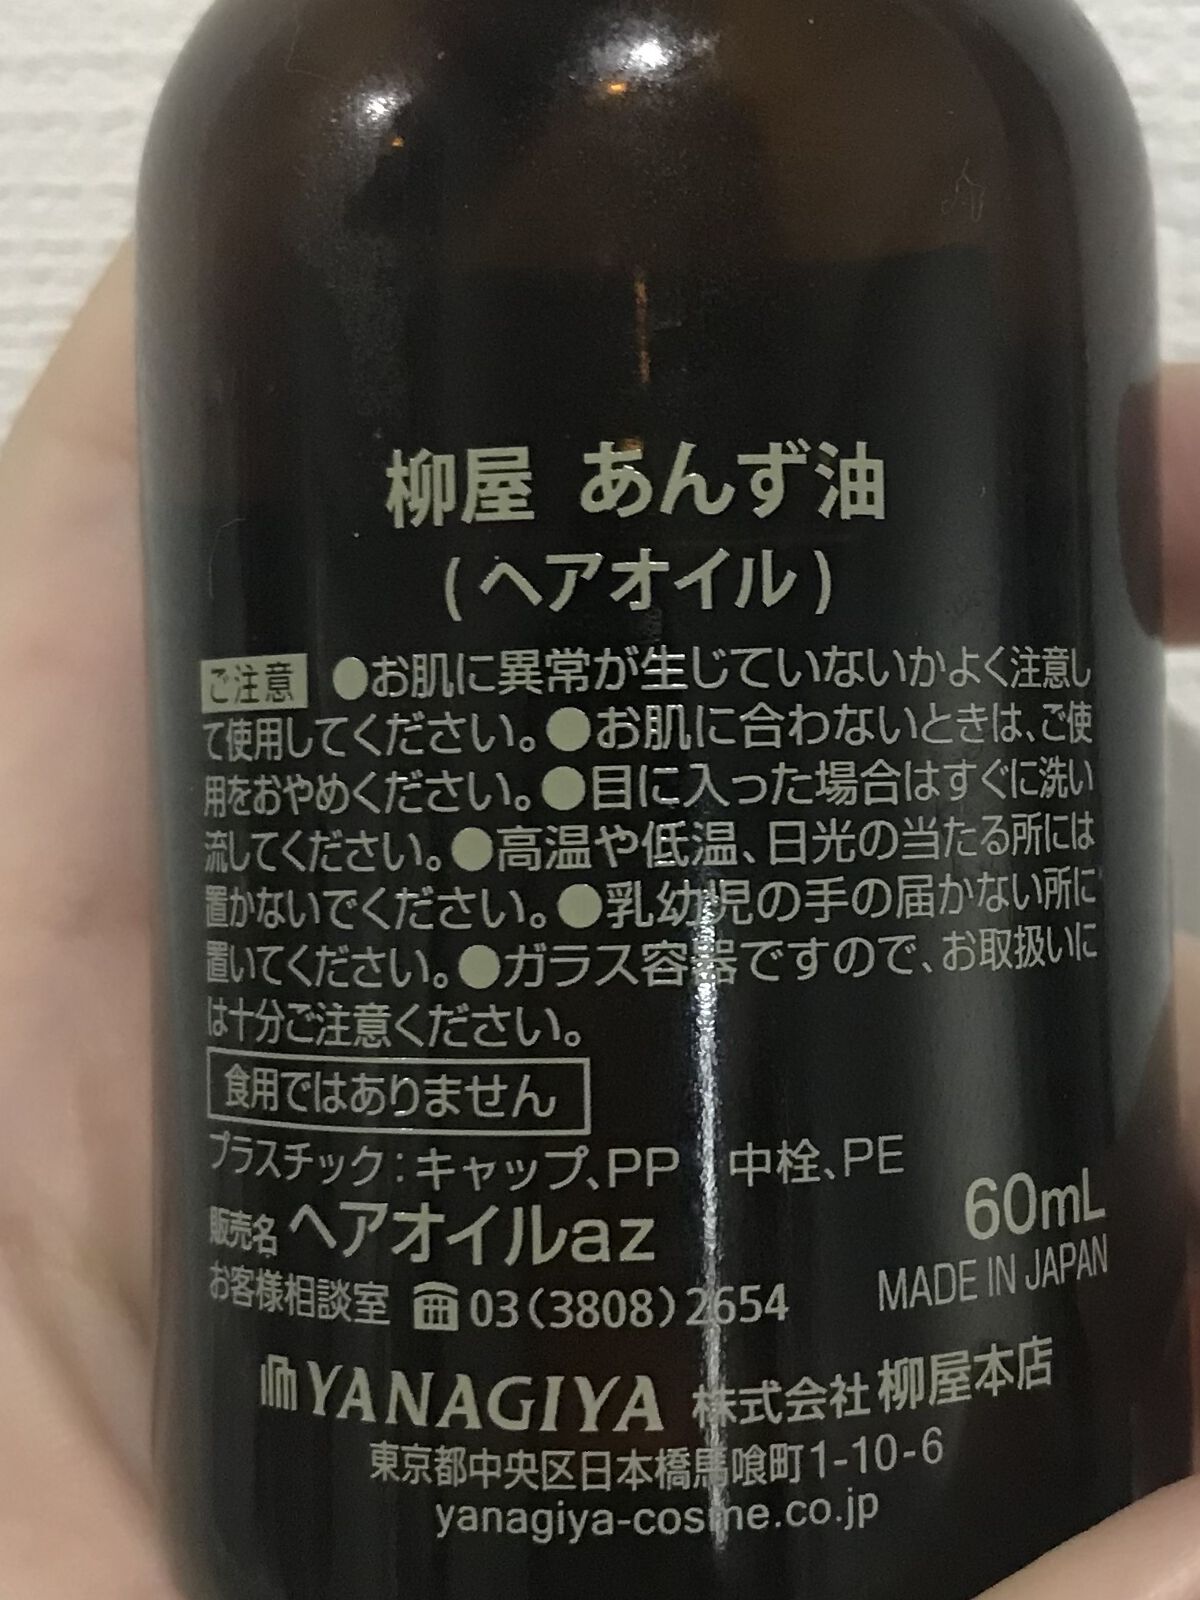 柳屋 あんず油
(ヘアオイル)
ご注意 ●お肌に異常が生じていないかよく注意し
て使用してください。●お肌に合わないときは、ご使
用をおやめください。●目に入った場合はすぐに洗い
流してください。●高温や低温、日光の当たる所には
置かないでください。●乳幼児の手の届かない所に
置いてください。●ガラス容器ですので、お取扱いに
は十分ご注意ください。
食用ではありません
プラスチック:キャップ、PP 中栓、PE
販売名 ヘアオイルaz
60mL
お客様相談室 03(3808)2654
MADE IN JAPAN
YANAGIYA 株式会社 柳屋本店
東京都中央区日本橋馬喰町1-10-6
yanagiya-cosme.co.jp